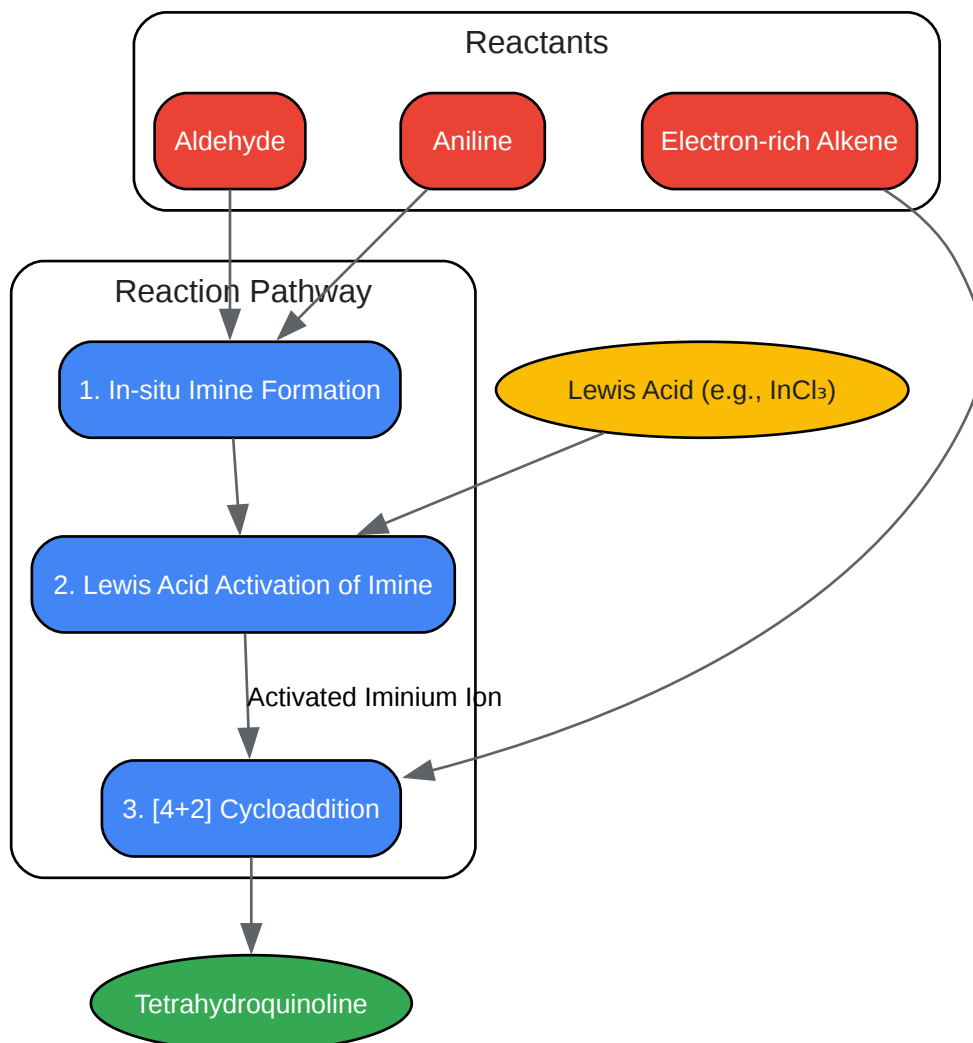 Reactants
Aldehyde
Aniline
Electron-rich Alkene
Reaction Pathway
1. In-situ Imine Formation
Lewis Acid (e.g., InCl₃)
2. Lewis Acid Activation of Imine
Activated Iminium Ion
3. [4+2] Cycloaddition
Tetrahydroquinoline